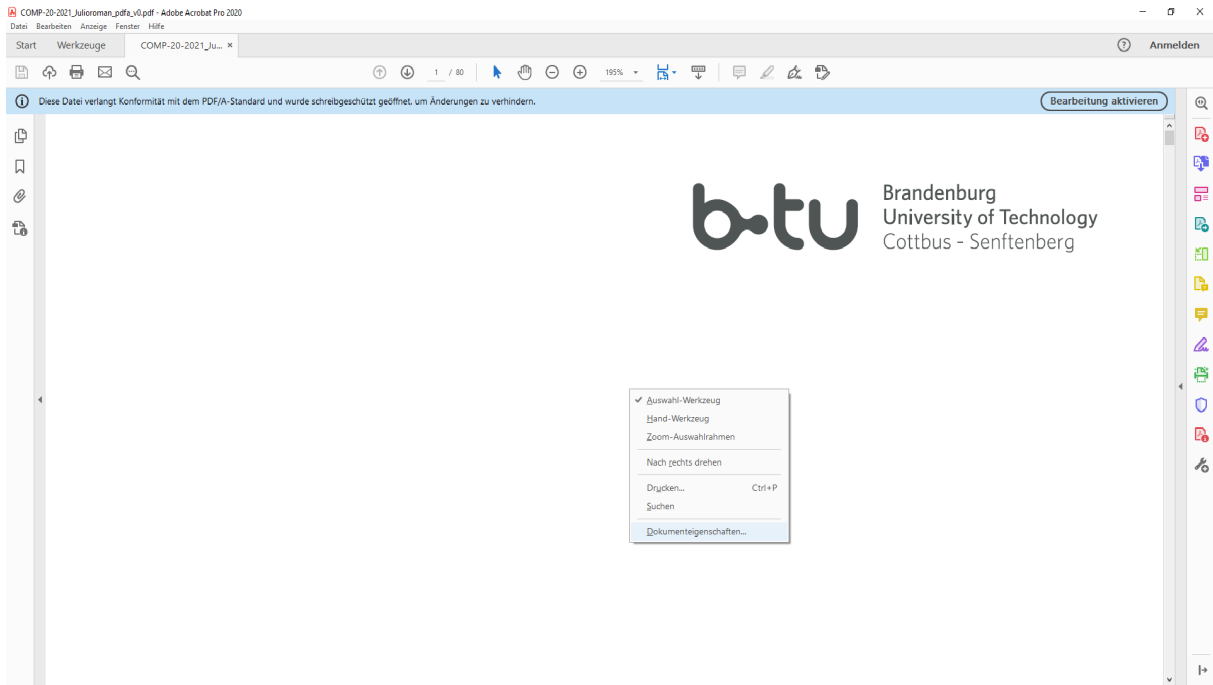 COMP-20-2021_Julioroman_pdfa_v0.pdf - Adobe Acrobat Pro 2020
Datei Bearbeiten Anzeige Fenster Hilfe
Start Werkzeuge COMP-20-2021_Ju... × Anmelden
1 / 80 195%
Diese Datei verlangt Konformität mit dem PDF/A-Standard und wurde schreibgeschützt geöffnet, um Änderungen zu verhindern. Bearbeitung aktivieren
b-tu
Brandenburg
University of Technology
Cottbus - Senftenberg
Auswahl-Werkzeug
Hand-Werkzeug
Zoom-Auswahlrahmen
Nach rechts drehen
Drucken... Ctrl+P
Suchen
Dokumenteigenschaften...